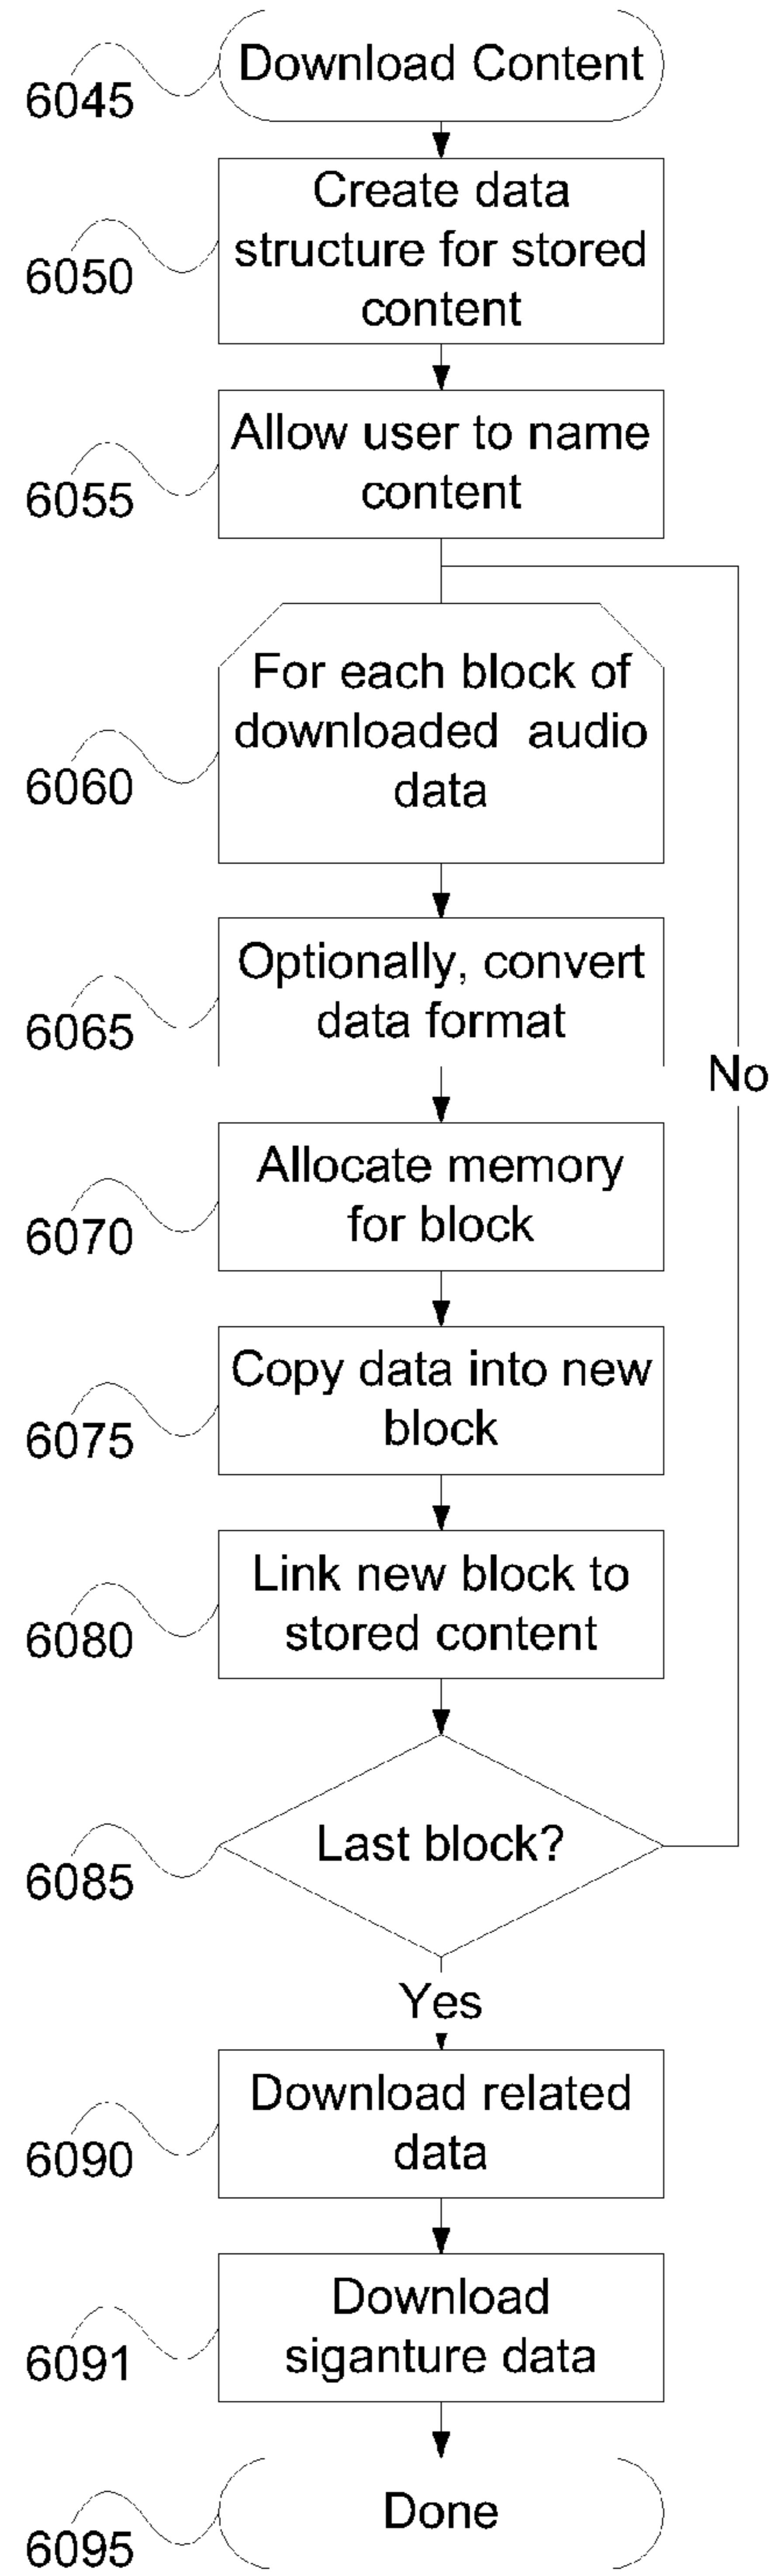 Download Content
6045
Create data
structure for stored
content
6050
Allow user to name
content
6055
For each block of
downloaded audio
data
6060
Optionally, convert
data format
6065
No
Allocate memory
for block
6070
Copy data into new
block
6075
Link new block to
stored content
6080
Last block?
6085
Yes
Download related
data
6090
Download
siganture data
6091
Done
6095